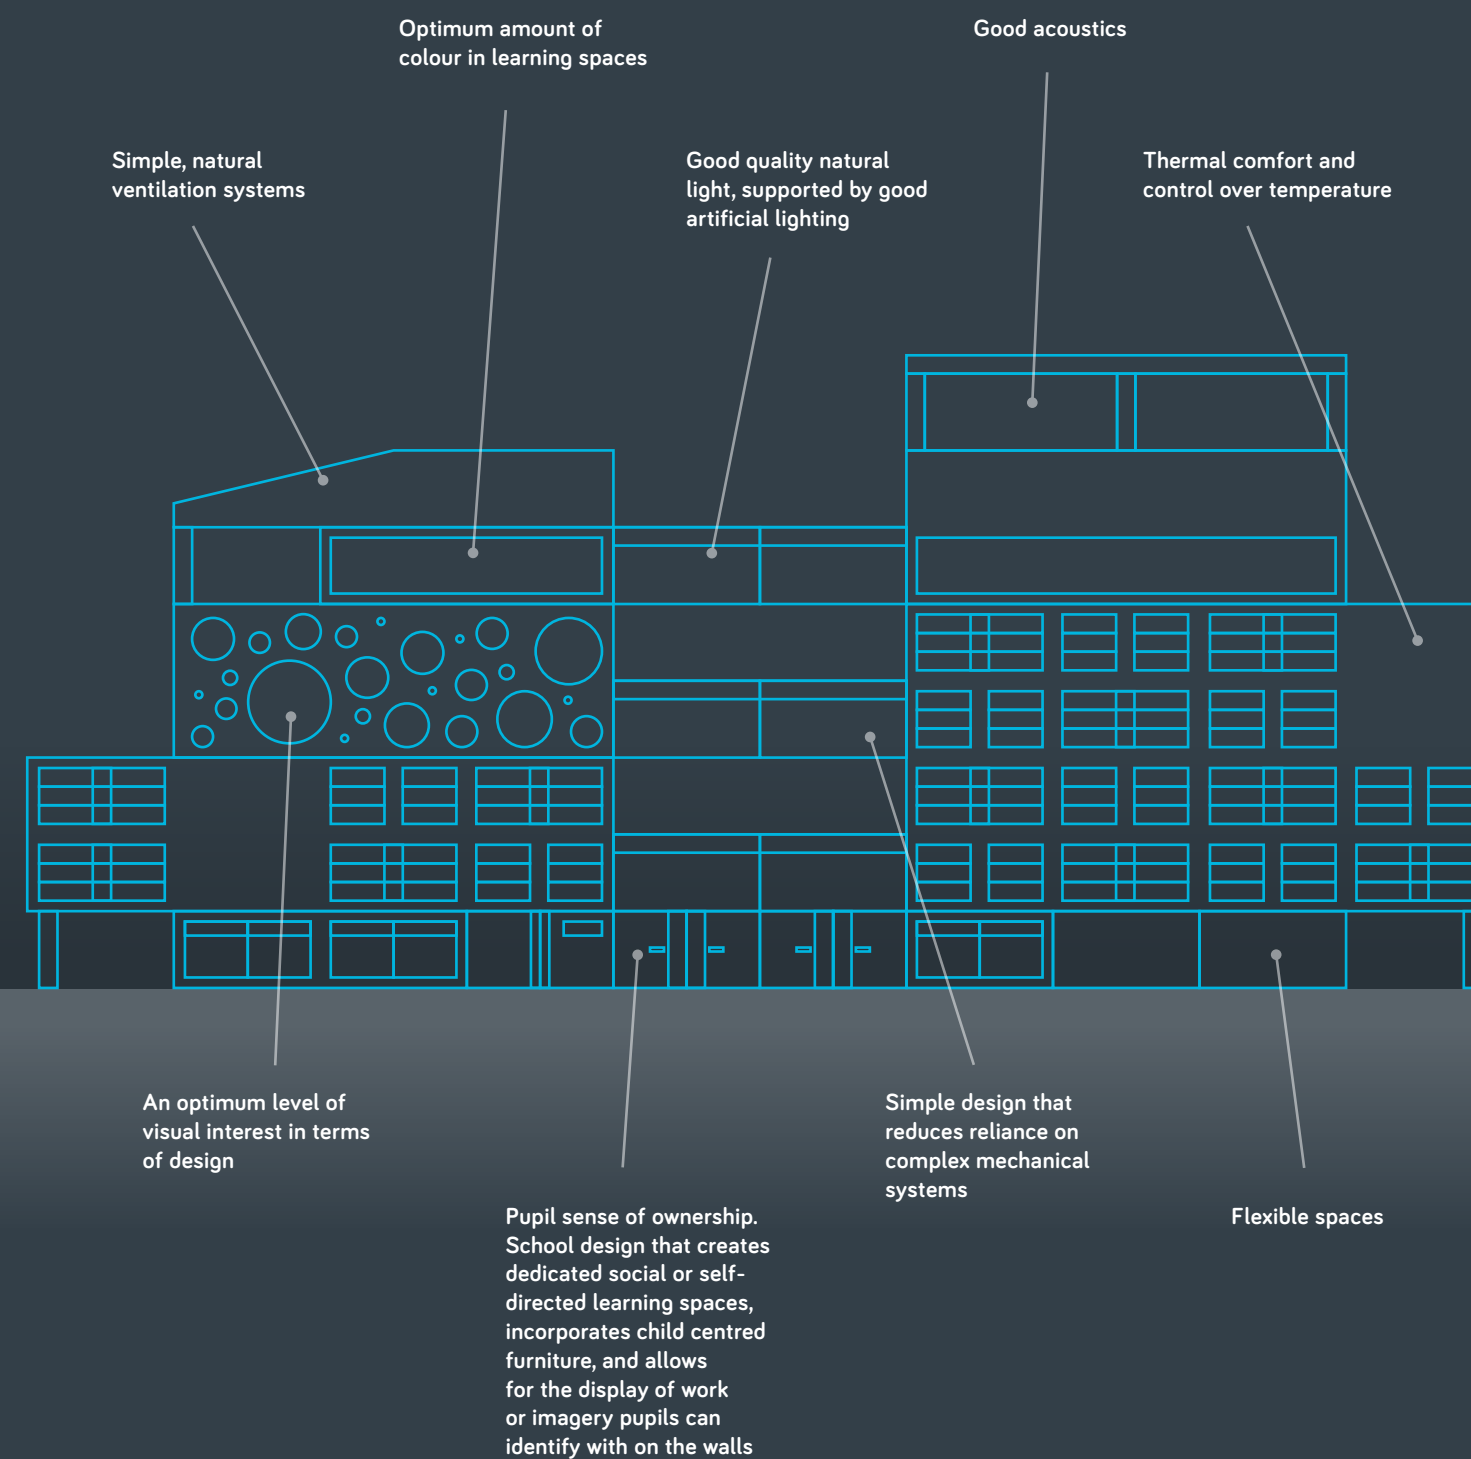 Optimum amount of
colour in learning spaces
Good acoustics
Simple, natural
ventilation systems
Good quality natural
light, supported by good
artificial lighting
Thermal comfort and
control over temperature
An optimum level of
visual interest in terms
of design
Simple design that
reduces reliance on
complex mechanical
systems
Pupil sense of ownership.
School design that creates
dedicated social or self-
directed learning spaces,
incorporates child centred
furniture, and allows
for the display of work
or imagery pupils can
identify with on the walls
Flexible spaces